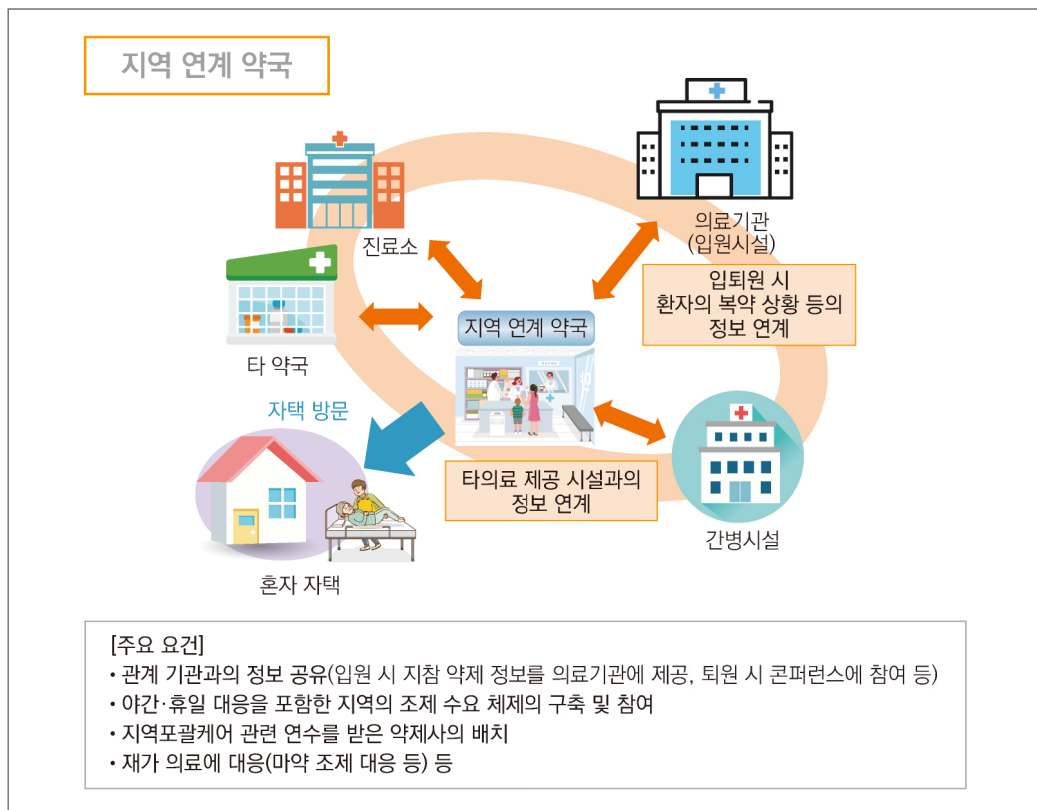 지역 연계 약국
진료소
의료기관
(입원시설)
입퇴원 시
환자의 복약 상황 등의
정보 연계
지역 연계 약국
타 약국
자택 방문
타의료 제공 시설과의
정보 연계
간병시설
혼자 자택
[주요 요건]
• 관계 기관과의 정보 공유(입원 시 지참 약제 정보를 의료기관에 제공, 퇴원 시 콘퍼런스에 참여 등)
• 야간·휴일 대응을 포함한 지역의 조제 수요 체제의 구축 및 참여
• 지역포괄케어 관련 연수를 받은 약제사의 배치
• 재가 의료에 대응(마약 조제 대응 등) 등